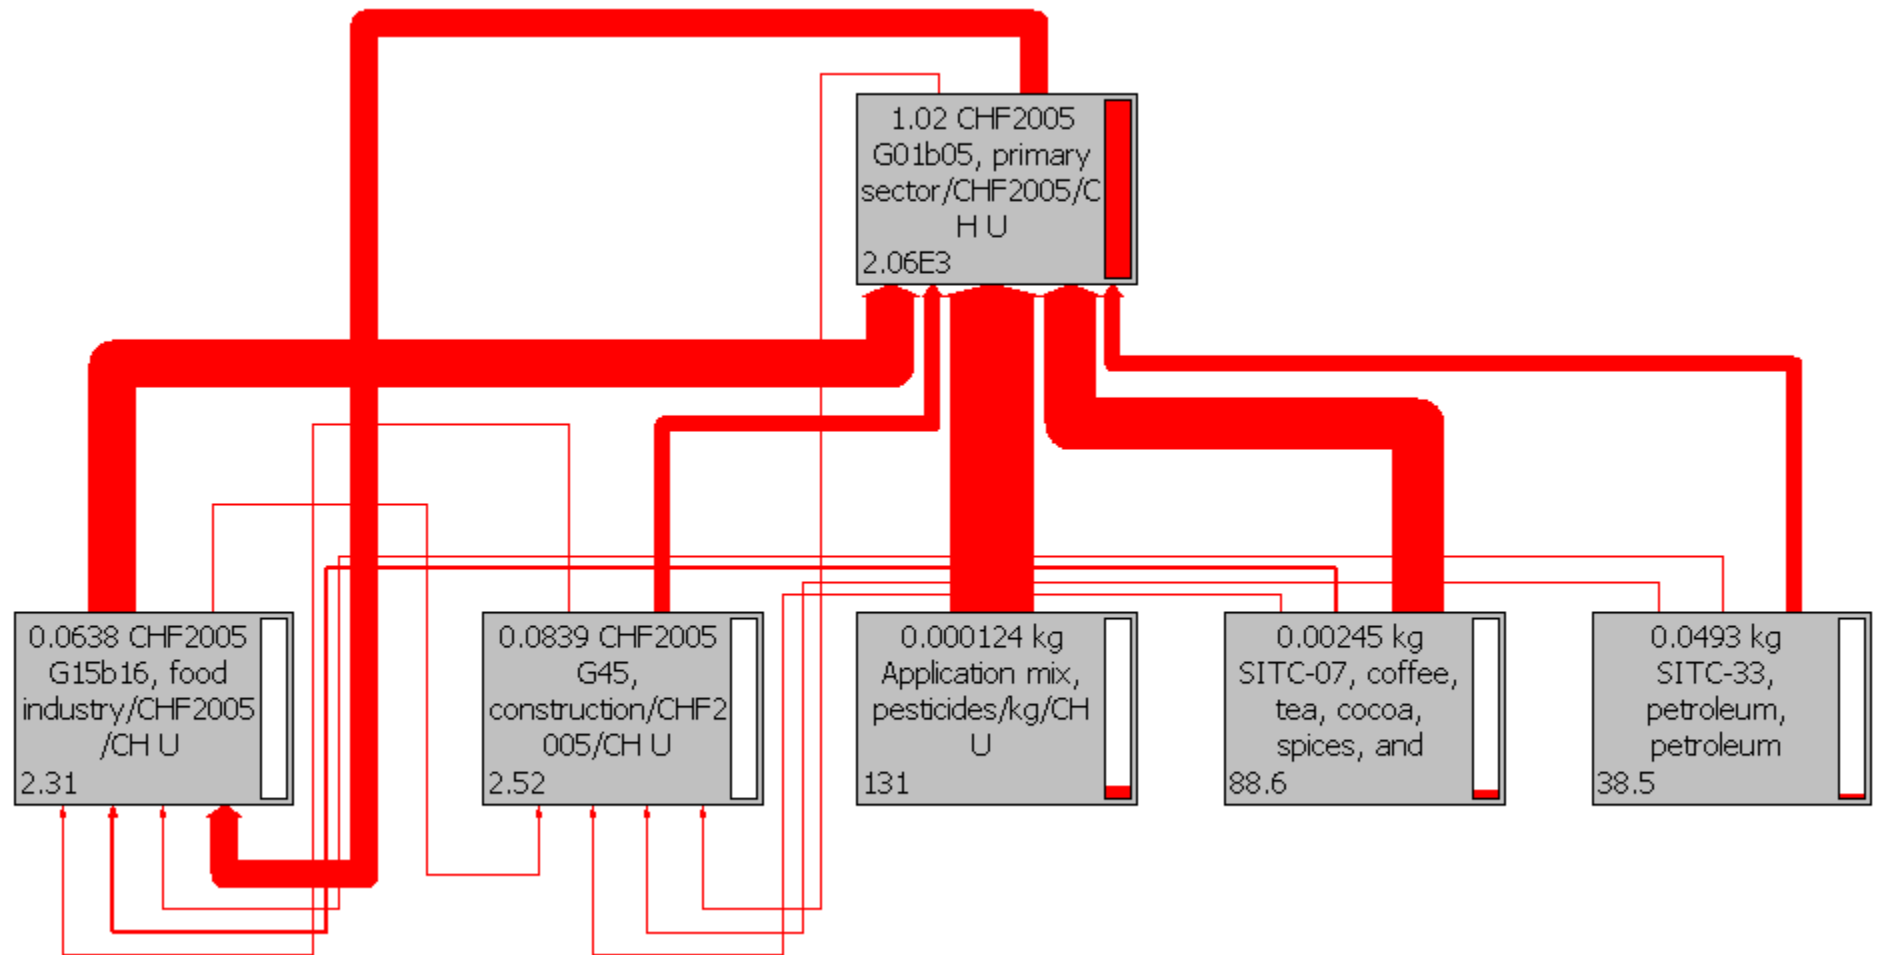 1.02 CHF2005
G01b05, primary
sector/CHF2005/C
H U
2.06E3
0.0638 CHF2005
G15b16, food
industry/CHF2005
/CH U
2.31
0.0839 CHF2005
G45,
construction/CHF2
005/CH U
2.52
0.000124 kg
Application mix,
pesticides/kg/CH
U
131
0.00245 kg
SITC-07, coffee,
tea, cocoa,
spices, and
88.6
0.0493 kg
SITC-33,
petroleum,
petroleum
38.5